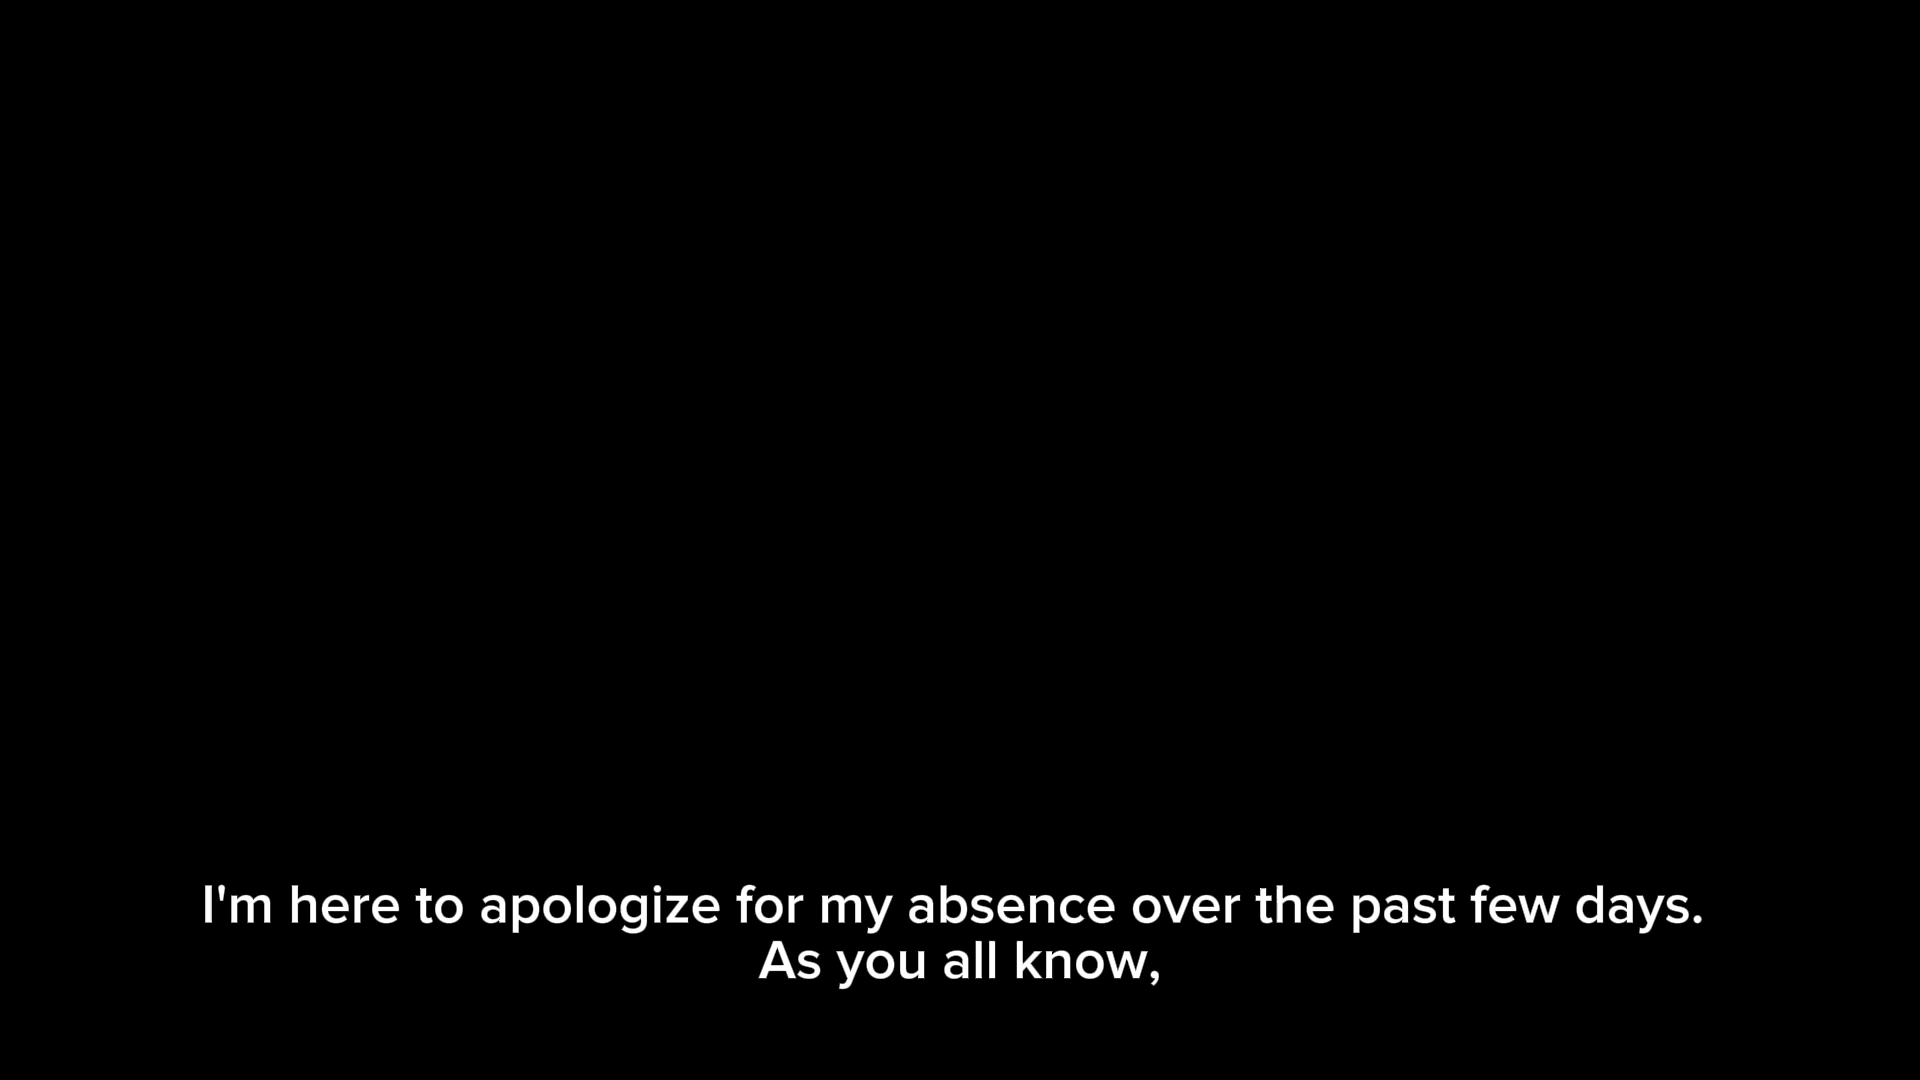 I'm here to apologize for my absence over the past few days.
As you all know,